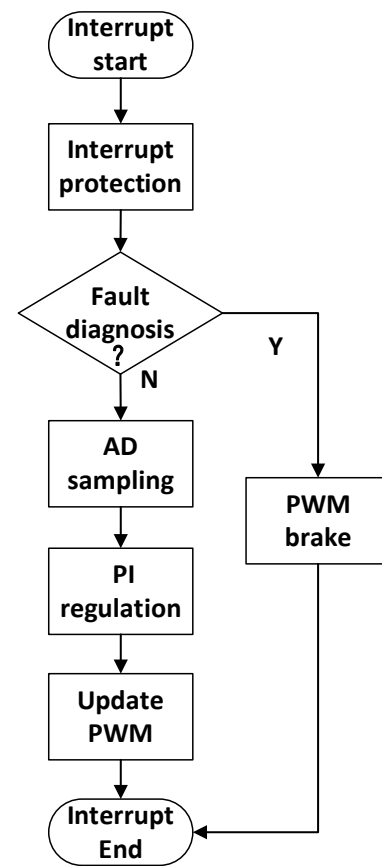 Interrupt
start
Interrupt
protection
Fault
diagnosis
?
Y
N
AD
sampling
PWM
brake
PI
regulation
Update
PWM
Interrupt
End